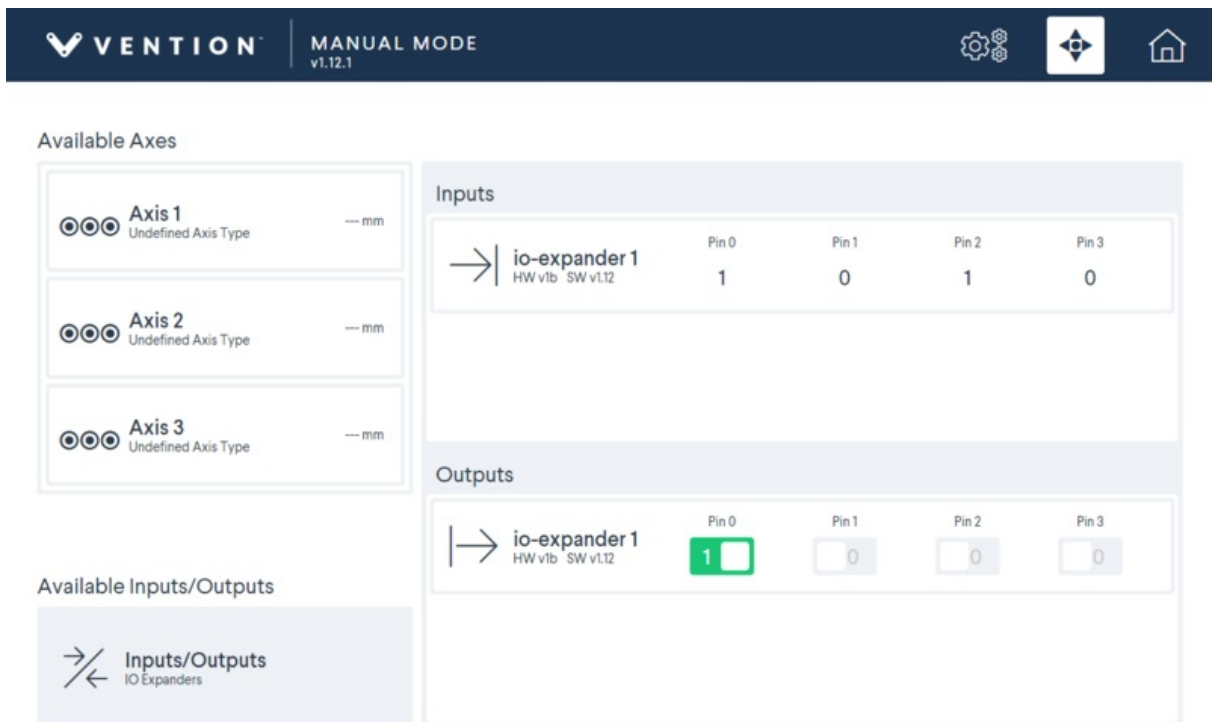 VENTION
MANUAL MODE
v1.12.1
Available Axes
Axis 1
Undefined Axis Type
--- mm
Axis 2
Undefined Axis Type
--- mm
Axis 3
Undefined Axis Type
--- mm
Available Inputs/Outputs
Inputs/Outputs
IO Expanders
Inputs
io-expander 1
HW v1b SW v1.12
Pin 0 Pin 1 Pin 2 Pin 3
1 0 1 0
Outputs
io-expander 1
HW v1b SW v1.12
Pin 0 Pin 1 Pin 2 Pin 3
1 0 0 0